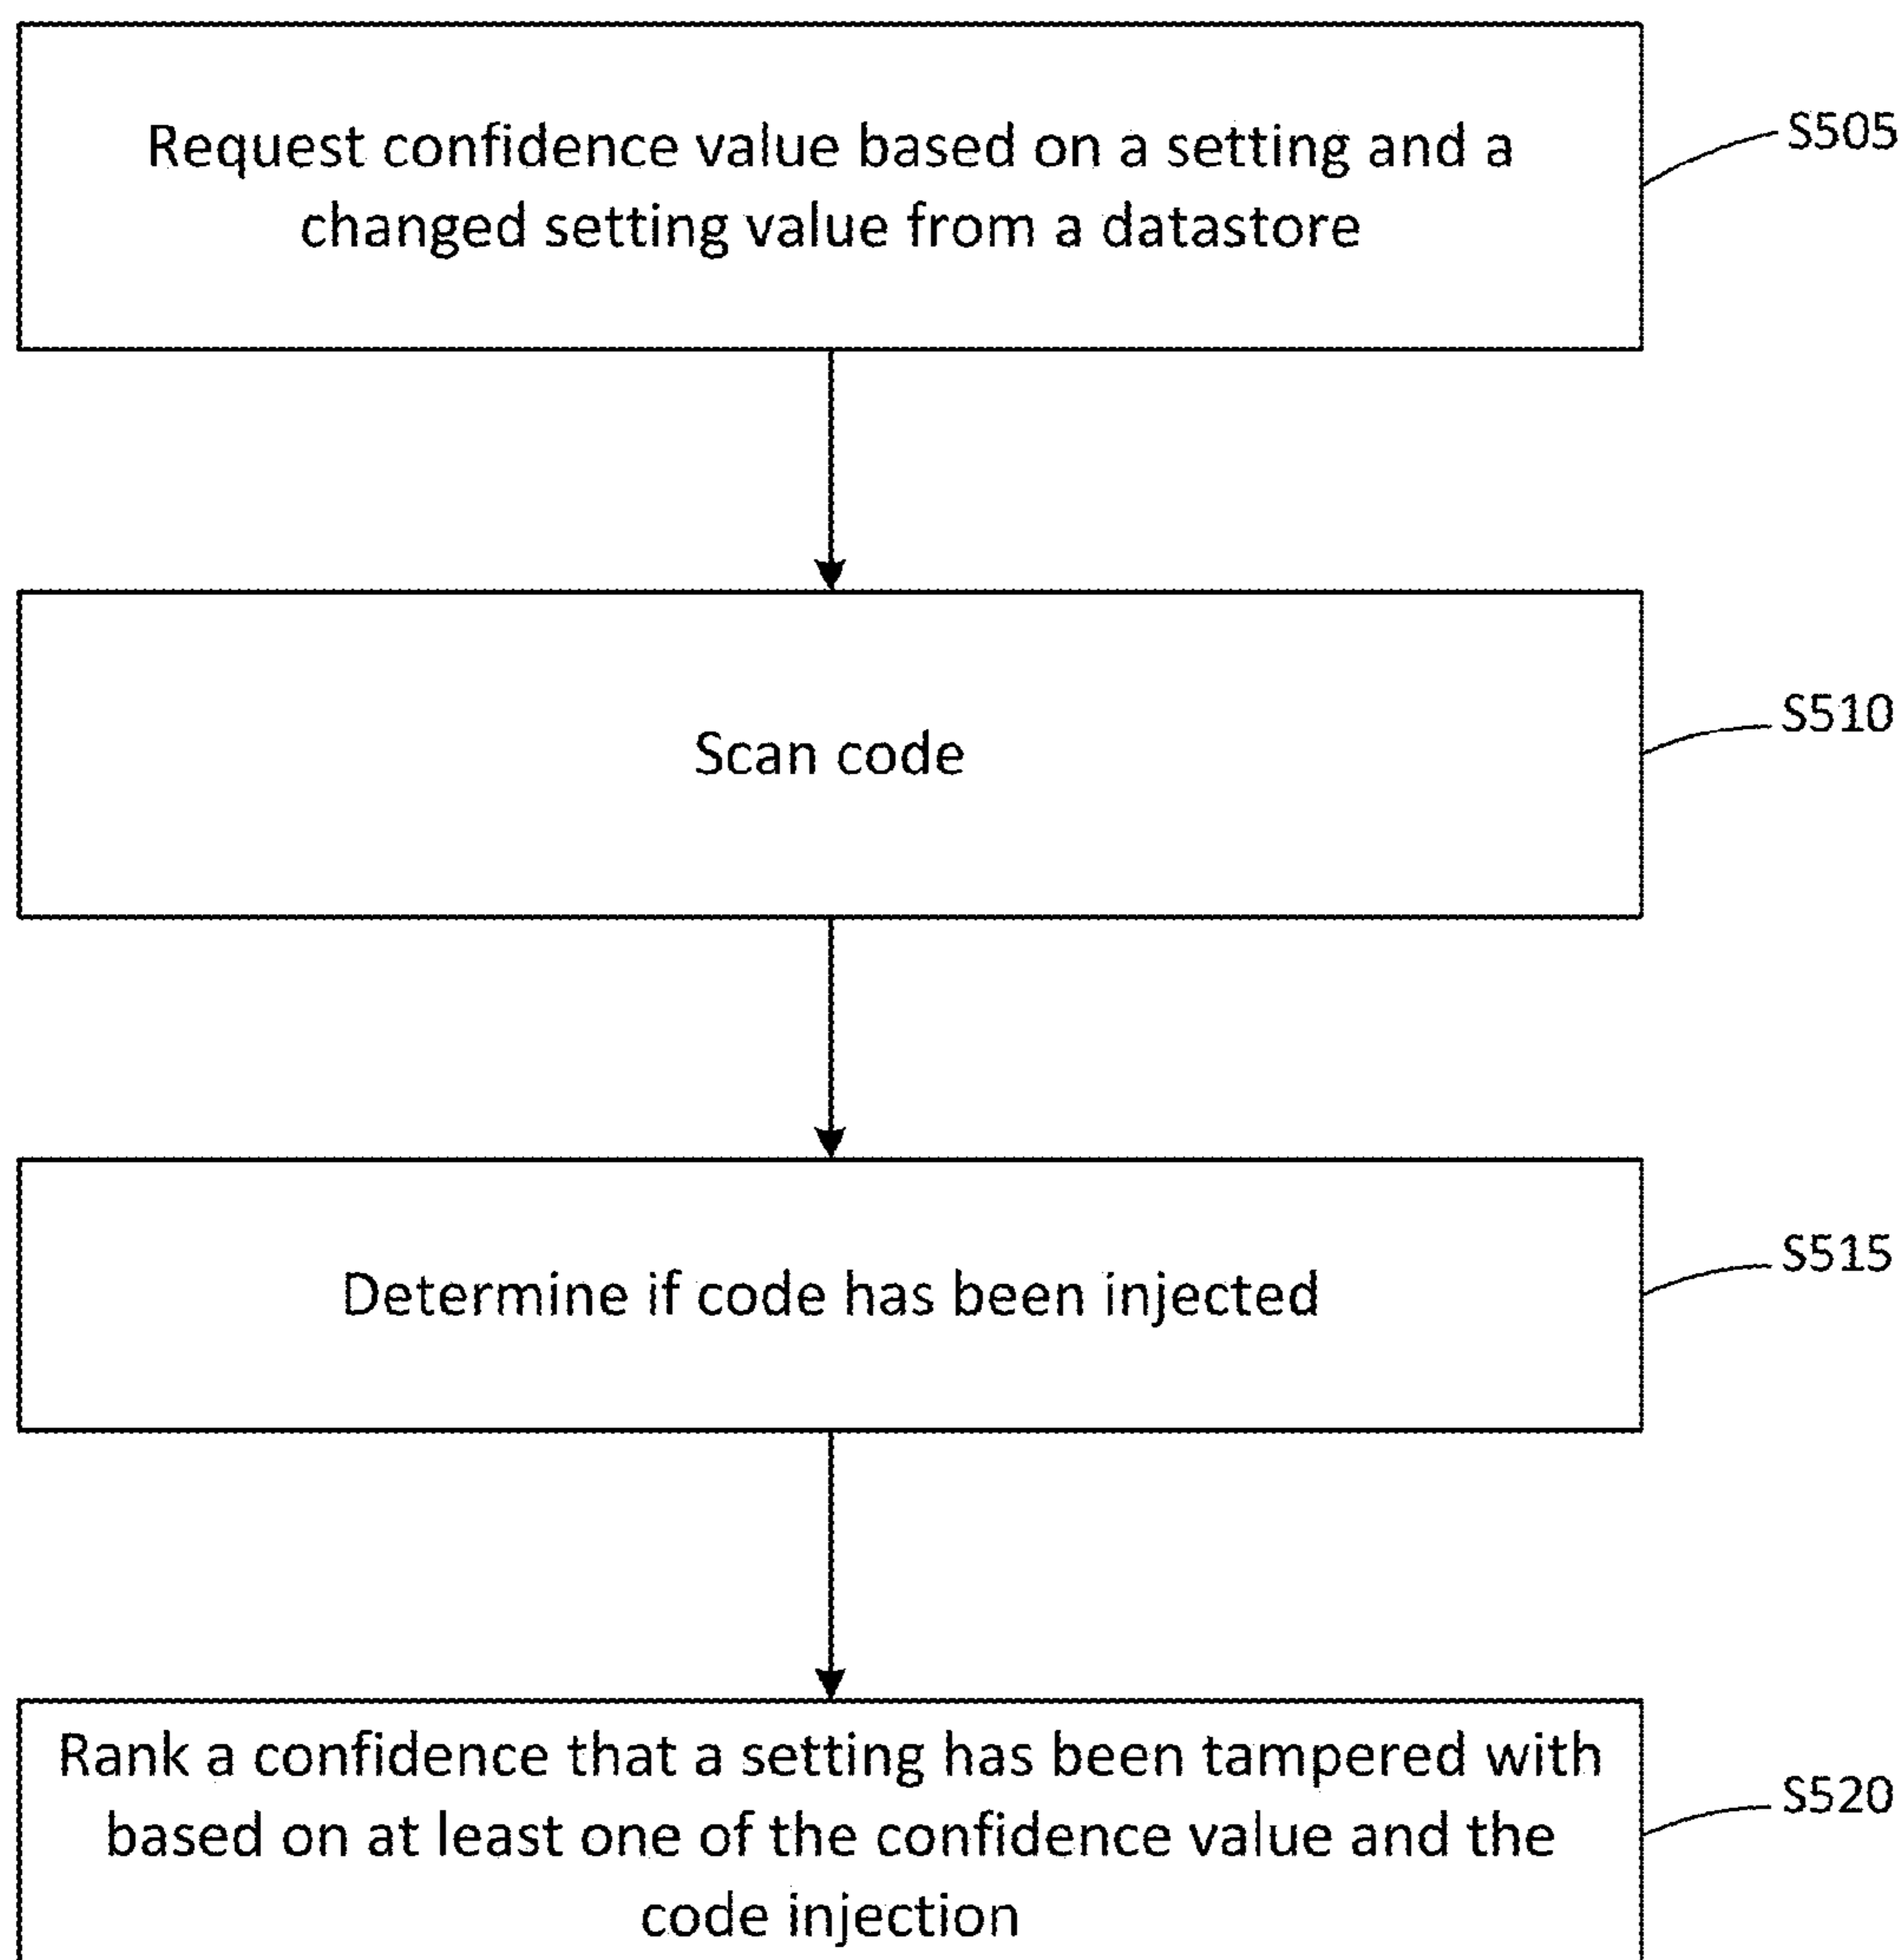 Request confidence value based on a setting and a
changed setting value from a datastore
S505
Scan code
S510
Determine if code has been injected
S515
Rank a confidence that a setting has been tampered with
based on at least one of the confidence value and the
code injection
S520